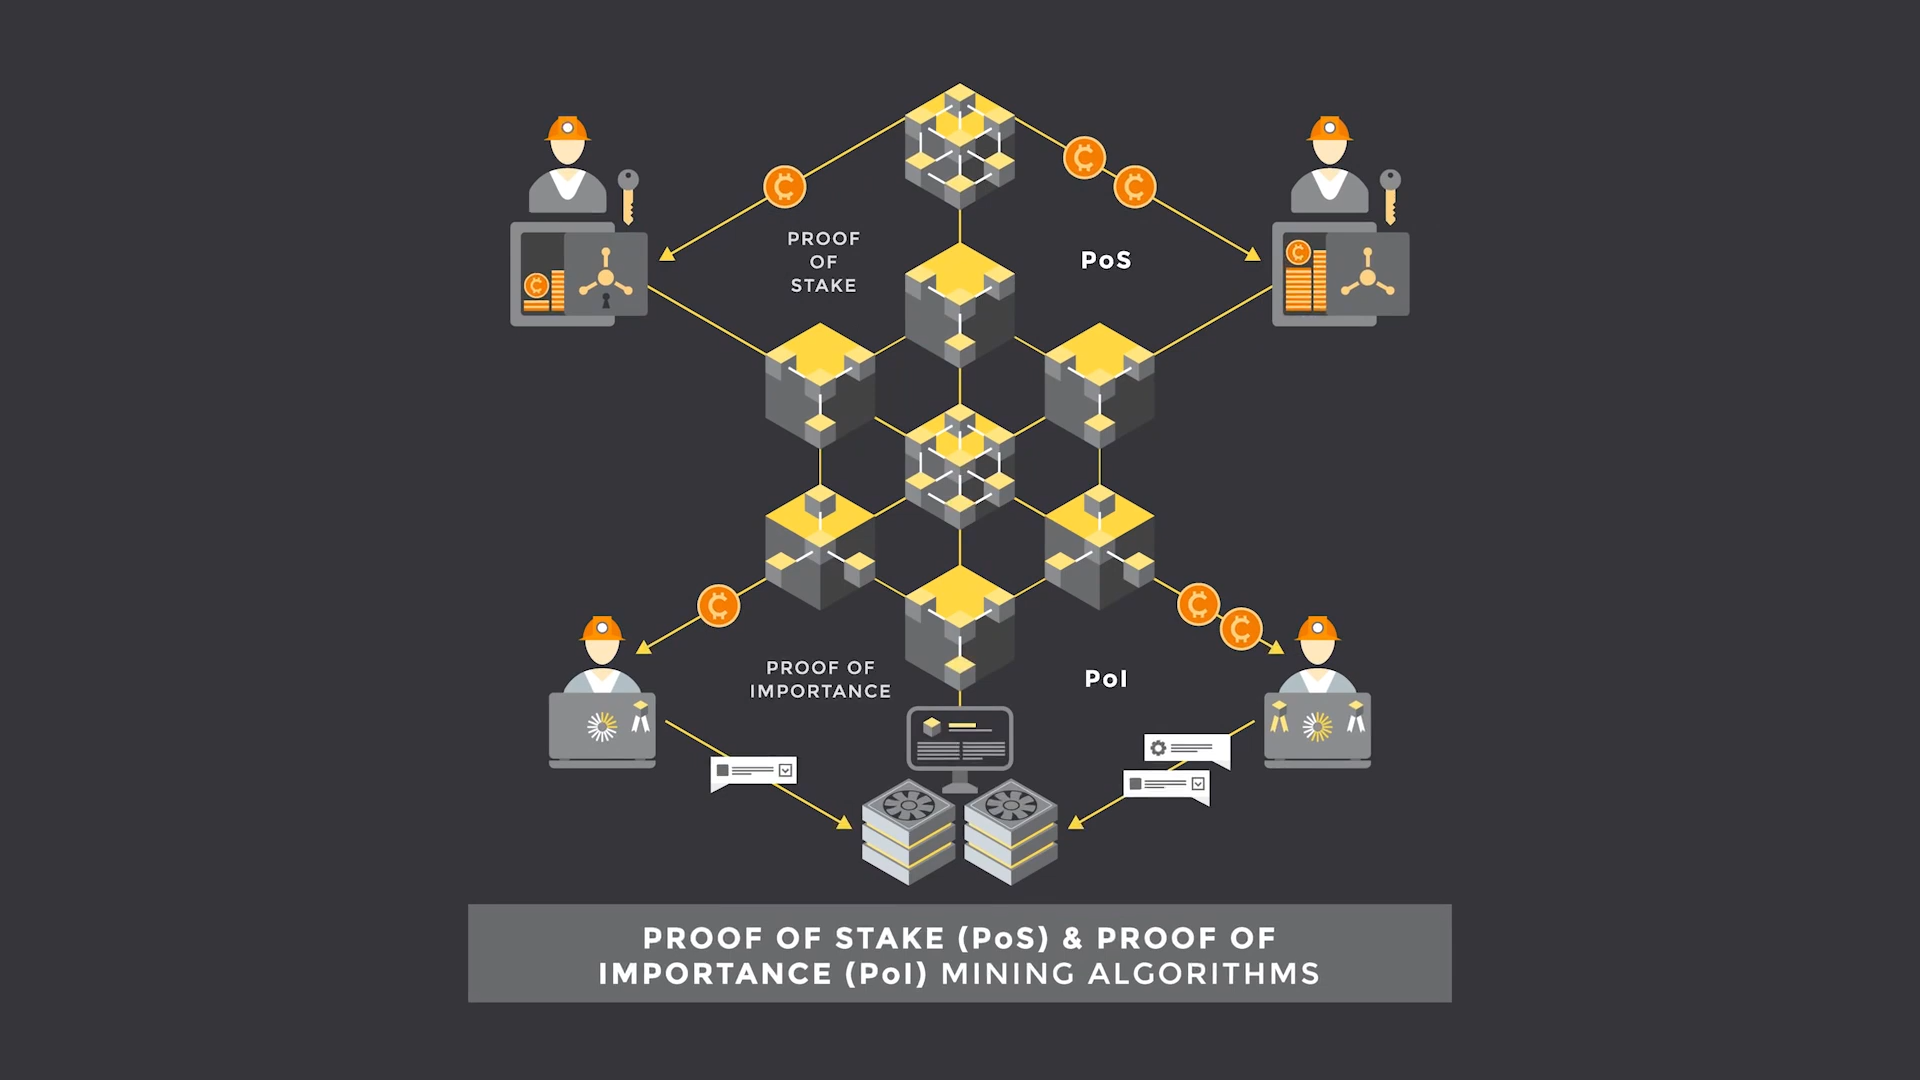 PROOF
OF
STAKE
PoS
PROOF OF
IMPORTANCE
PoI
PROOF OF STAKE (PoS) & PROOF OF
IMPORTANCE (PoI) MINING ALGORITHMS